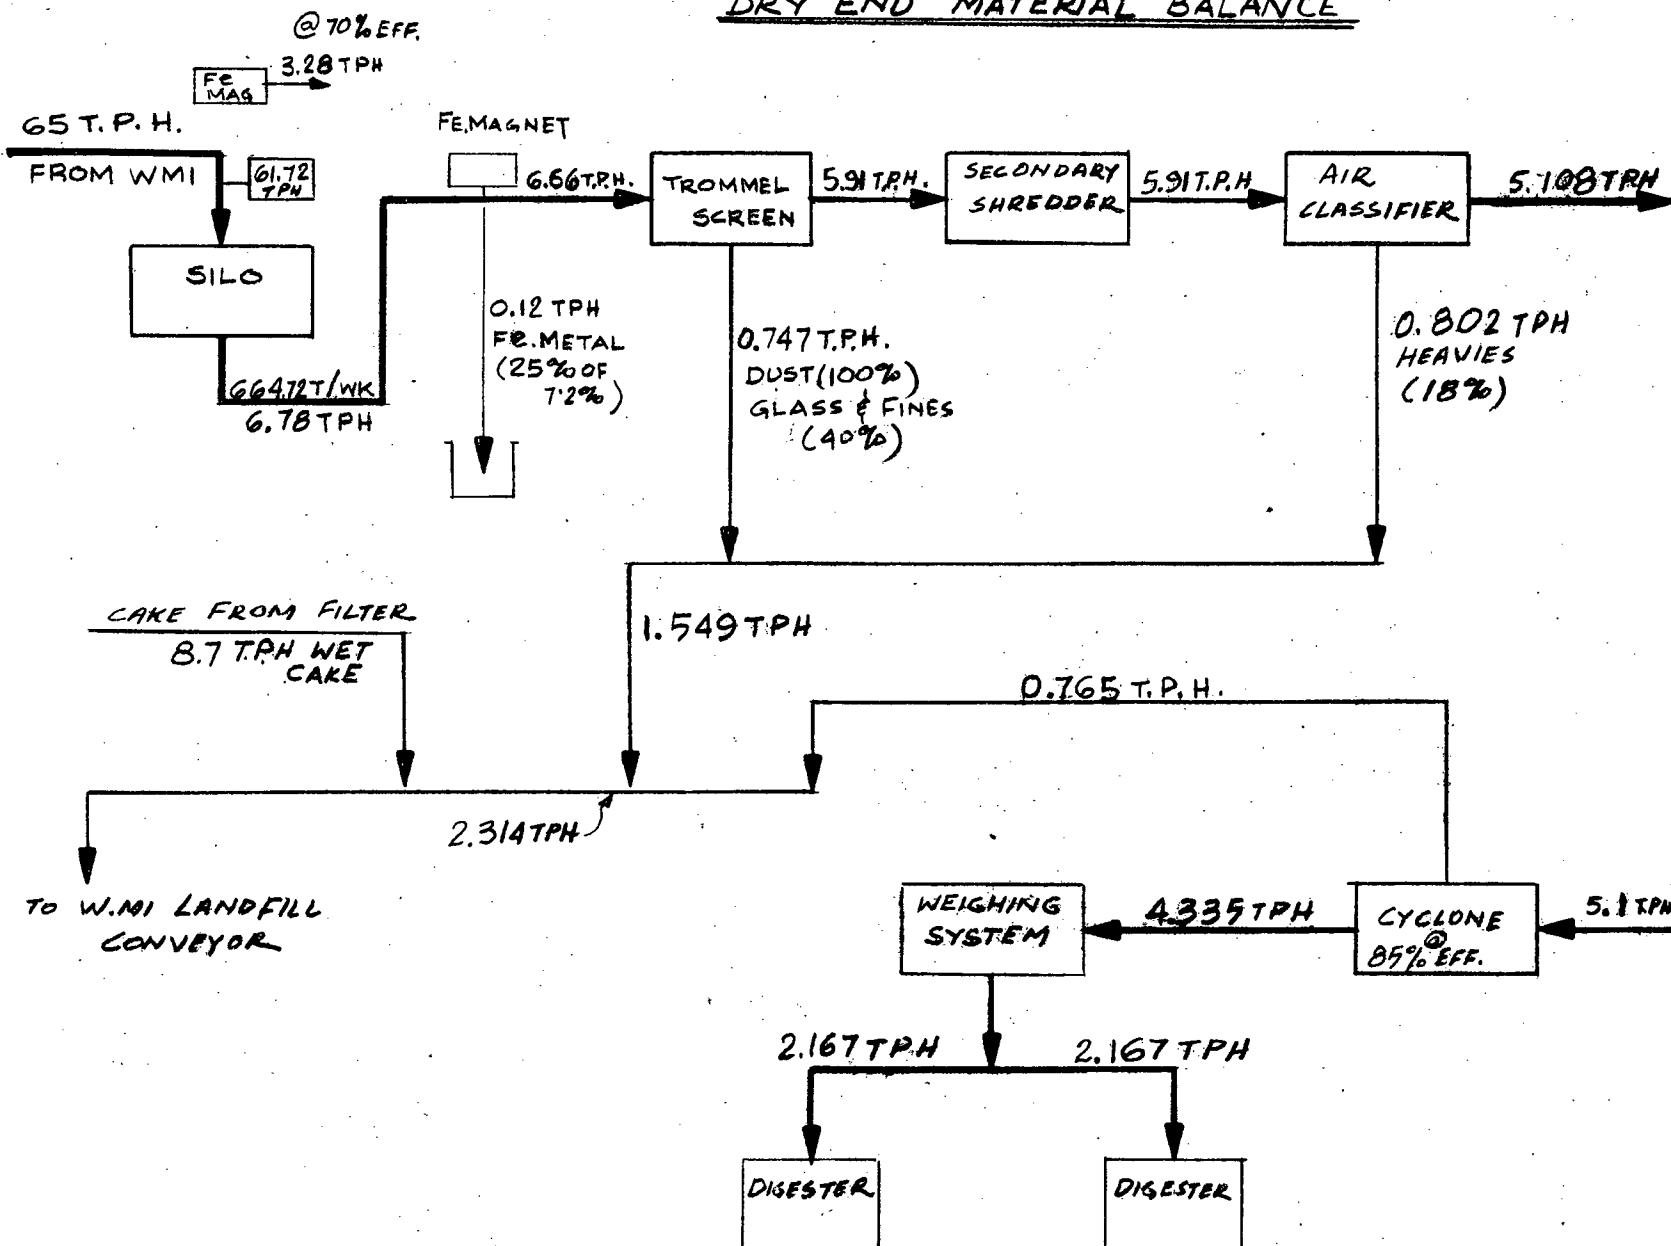 DRY END MATERIAL BALANCE
@ 70% EFF.
3.28 TPH
Fe
MAG
65 T.P.H.
FROM WMI
61.72
TPH
SILO
664.72 T/WK
6.78 TPH
FE. MAGNET
6.66 T.P.H.
0.12 TPH
FE. METAL
(25% OF
7.2%)
TROMMEL
SCREEN
5.91 T.P.H.
SECONDARY
SHREDDER
5.91 T.P.H
AIR
CLASSIFIER
5.108 TPH
0.747 T.P.H.
DUST (100%)
GLASS & FINES
(40%)
0.802 TPH
HEAVIES
(18%)
CAKE FROM FILTER
8.7 T.P.H WET
CAKE
1.549 TPH
0.765 T.P.H.
2.314 TPH
TO W.MI LANDFILL
CONVEYOR
WEIGHING
SYSTEM
4.335 TPH
CYCLONE
@
85% EFF.
5.1 TPH
2.167 TPH
2.167 TPH
DIGESTER
DIGESTER